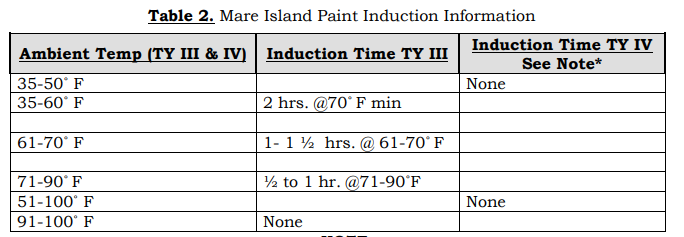 Table 2. Mare Island Paint Induction Information
Ambient Temp (TY III & IV) Induction Time TY III Induction Time TY IV See Note*
35-50° F None
35-60° F 2 hrs. @70° F min
61-70° F 1- 1 ½ hrs. @ 61-70° F
71-90° F ½ to 1 hr. @71-90°F
51-100° F None
91-100° F None